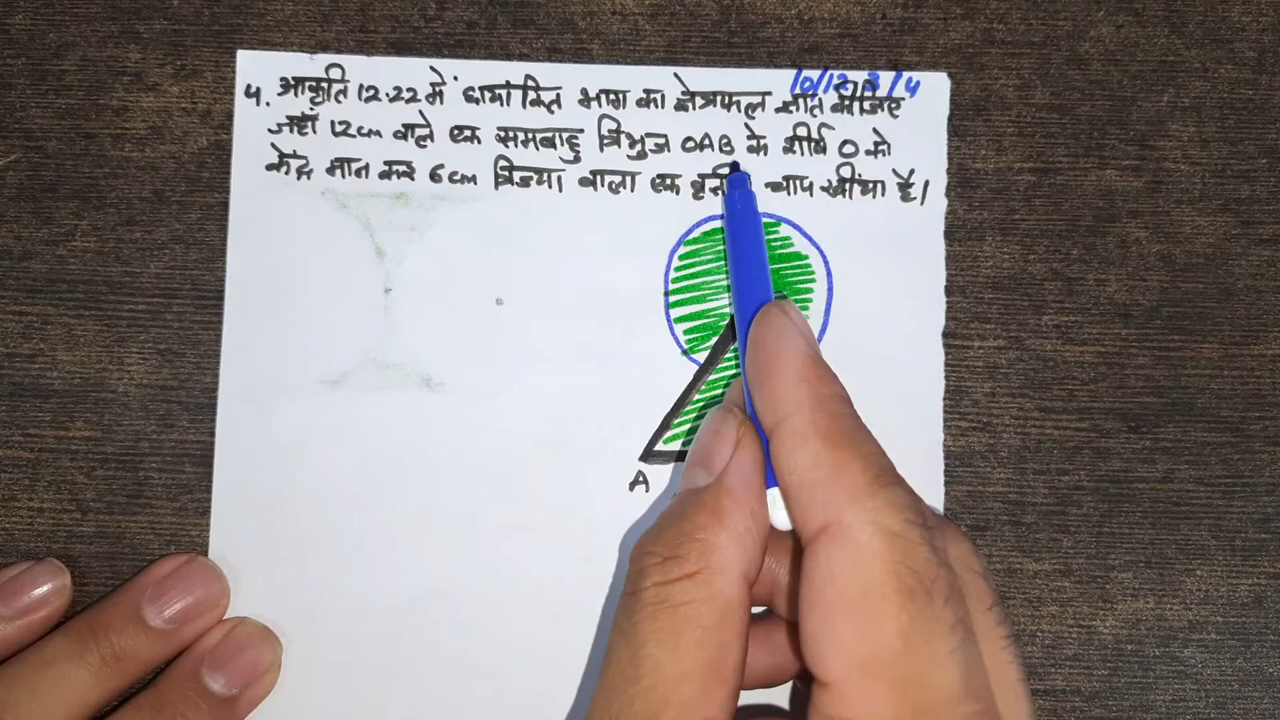 10/12.3/4
4. आकृति 12.22 में छायांकित भाग का क्षेत्रफल ज्ञात कीजिए
जहाँ 12cm वाले एक समबाहु त्रिभुज OAB के शीर्ष O को
केंद्र मान कर 6cm त्रिज्या वाला एक चाप खींचा है।
A